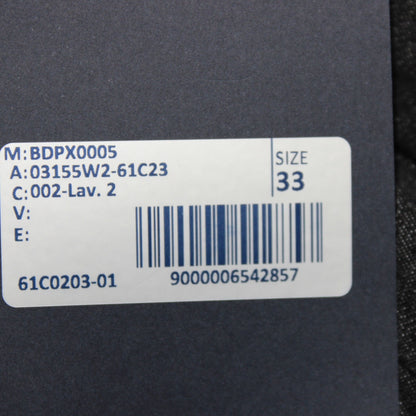 M:BDPX0005
A:03155W2-61C23
C:002-Lav. 2
V:
E:
SIZE
33
61C0203-01
9000006542857